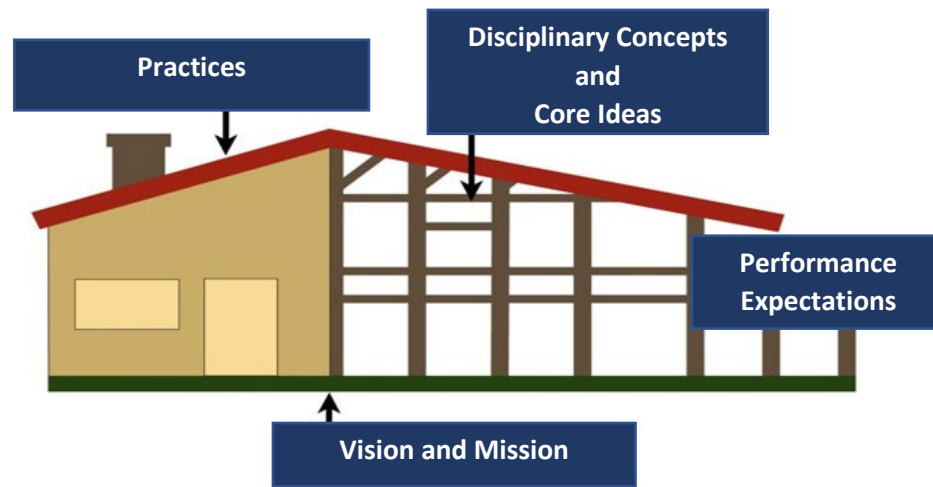 Practices
Disciplinary Concepts
and
Core Ideas
Performance
Expectations
Vision and Mission